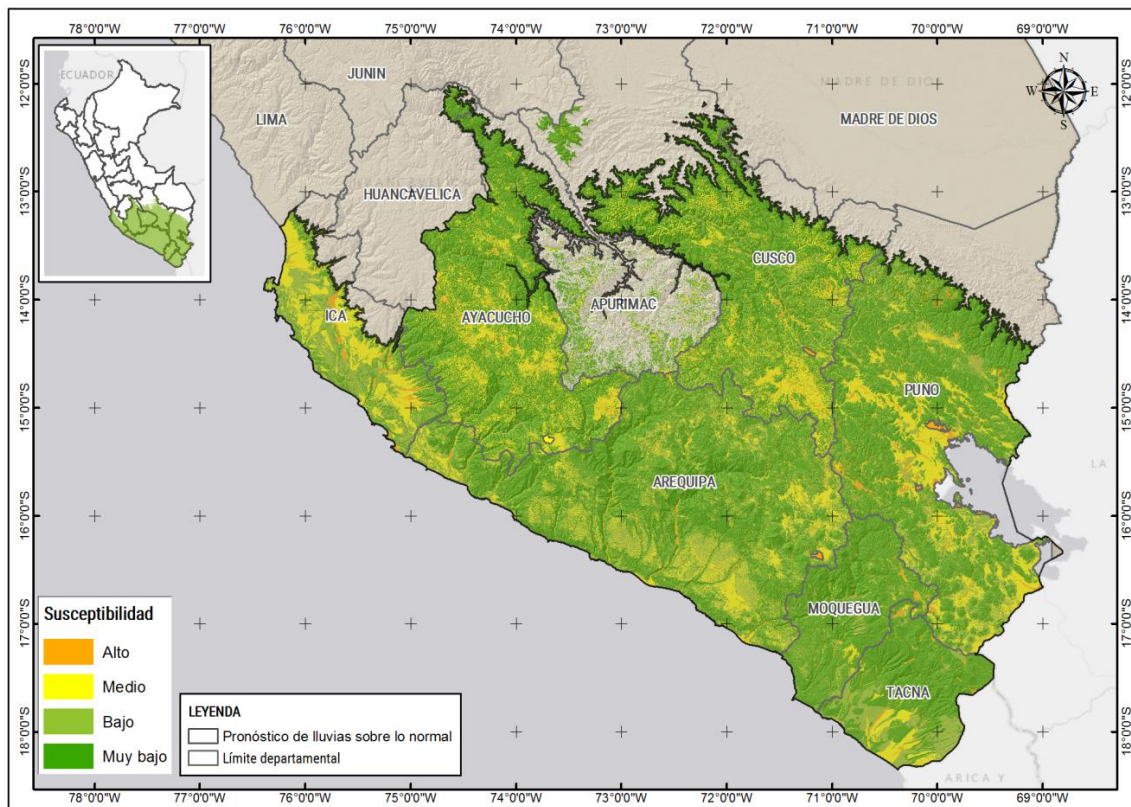 78°0'0"W 77°0'0"W 76°0'0"W 75°0'0"W 74°0'0"W 73°0'0"W 72°0'0"W 71°0'0"W 70°0'0"W 69°0'0"W
12°0'0"S
13°0'0"S
14°0'0"S
15°0'0"S
16°0'0"S
17°0'0"S
18°0'0"S
12°0'0"S
13°0'0"S
14°0'0"S
15°0'0"S
16°0'0"S
17°0'0"S
18°0'0"S
ECUADOR
N
W E
S
JUNIN
MADRE DE DIOS
LIMA
MADRE DE DIOS
HUANCAVELICA
CUSCO
ICA
AYACUCHO
APURIMAC
PUNO
LA
AREQUIPA
MOQUEGUA
TACNA
ARICA Y
Susceptibilidad
Alto
Medio
Bajo
Muy bajo
LEYENDA
Pronóstico de lluvias sobre lo normal
Límite departamental
78°0'0"W 77°0'0"W 76°0'0"W 75°0'0"W 74°0'0"W 73°0'0"W 72°0'0"W 71°0'0"W 70°0'0"W 69°0'0"W